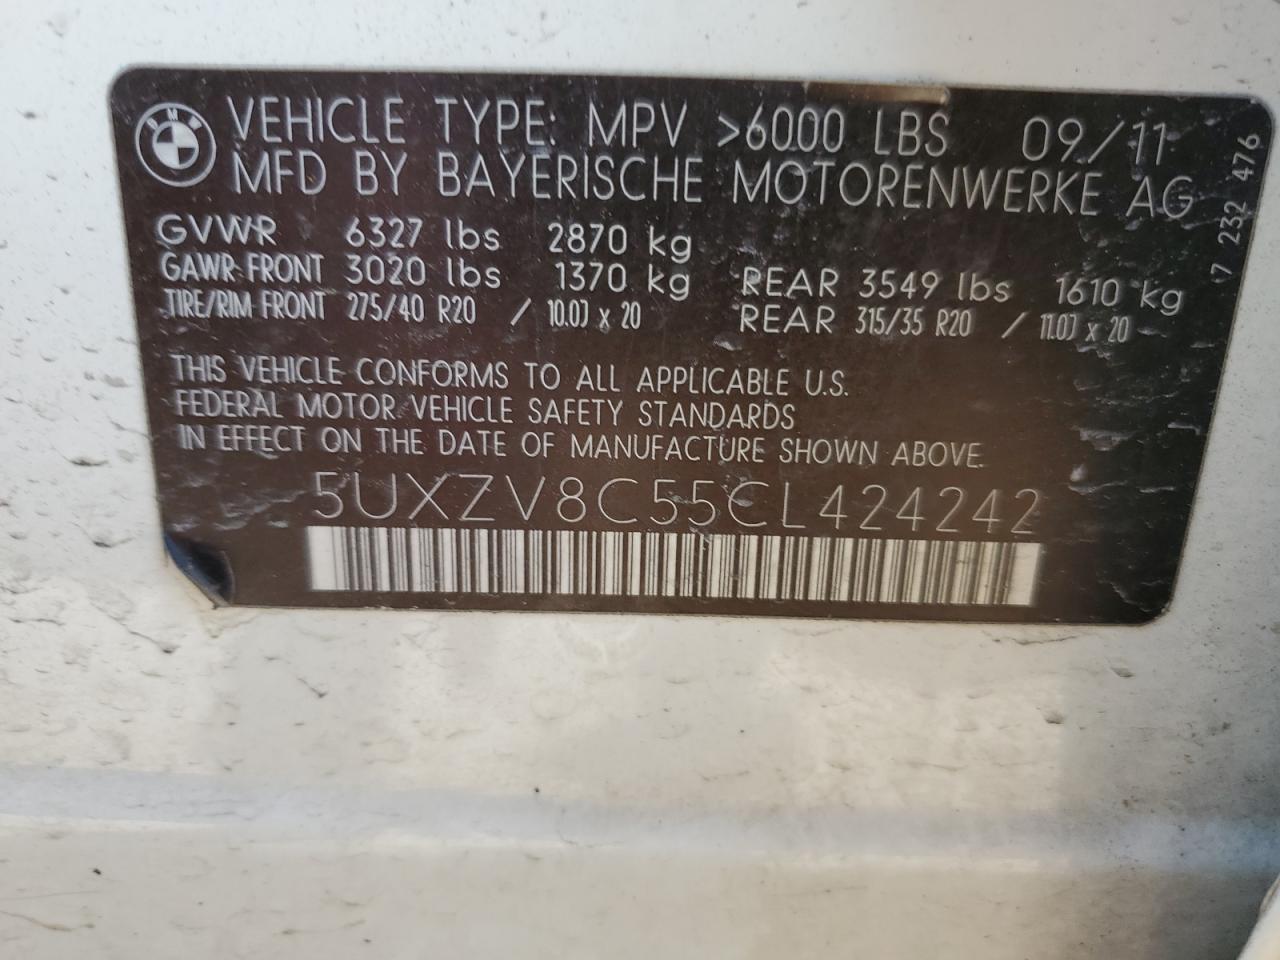 BMW
VEHICLE TYPE: MPV >6000 LBS 09/11
MFD BY BAYERISCHE MOTORENWERKE AG
GVWR 6327 lbs 2870 kg
GAWR-FRONT 3020 lbs 1370 kg REAR 3549 lbs 1610 kg
TIRE/RIM-FRONT 275/40 R20 / 10.0J x 20 REAR 315/35 R20 / 11.0J x 20
THIS VEHICLE CONFORMS TO ALL APPLICABLE U.S.
FEDERAL MOTOR VEHICLE SAFETY STANDARDS
IN EFFECT ON THE DATE OF MANUFACTURE SHOWN ABOVE.
5UXZV8C55CL424242
7 232 476